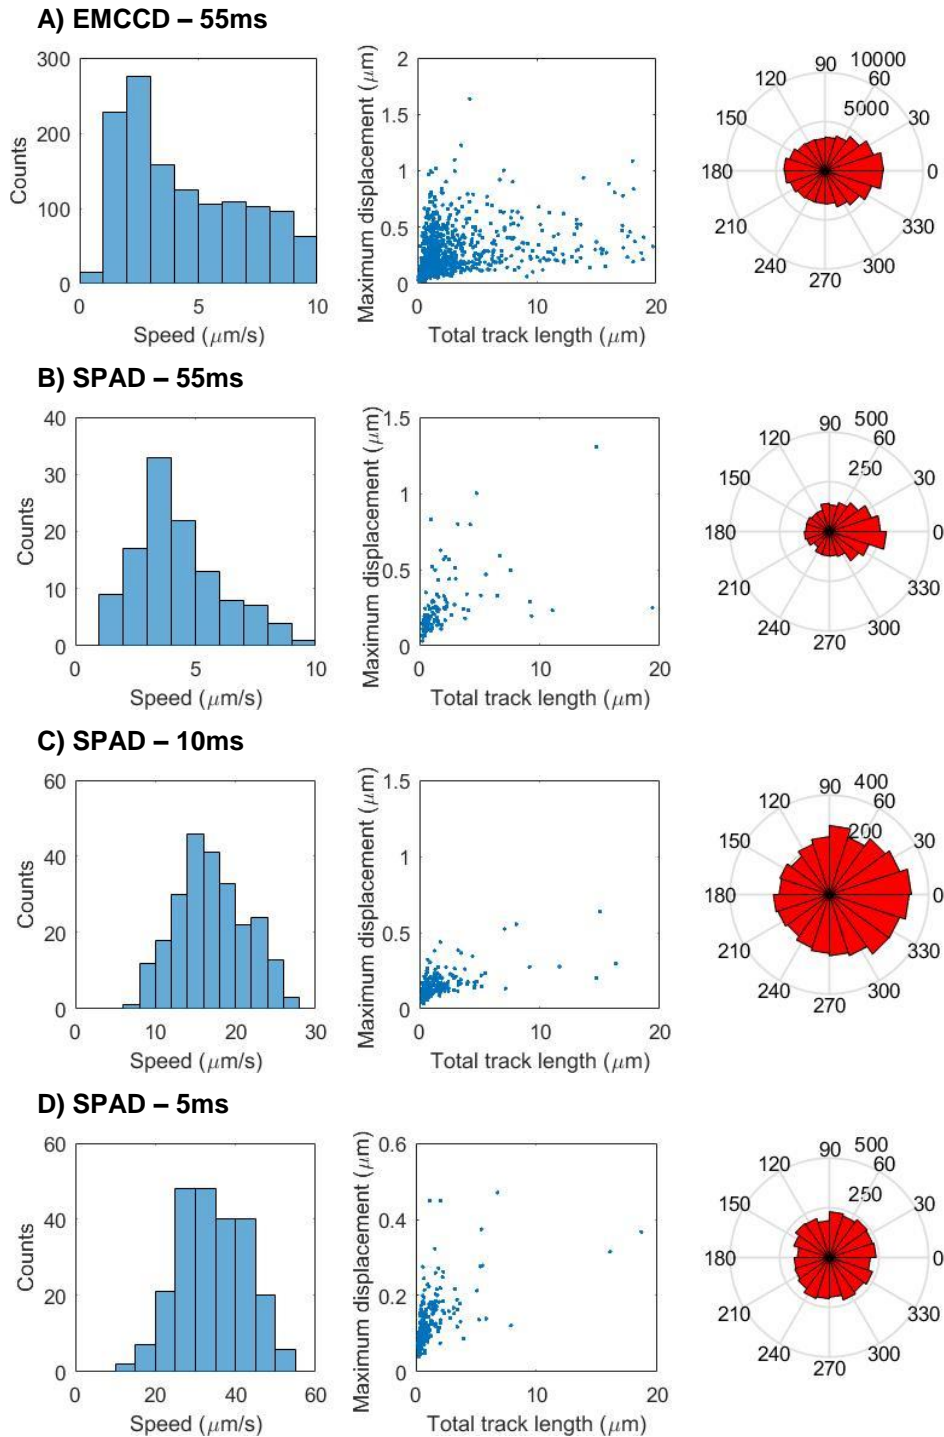 A) EMCCD – 55ms
300
200
100
0
Counts
0 5 10
Speed (μm/s)
2
1.5
1
0.5
0
Maximum displacement (μm)
0 10 20
Total track length (μm)
90 10000
120 60
5000
150 30
180 0
210 330
240 300
270
B) SPAD – 55ms
40
30
20
10
0
Counts
0 5 10
Speed (μm/s)
1.5
1
0.5
0
Maximum displacement (μm)
0 10 20
Total track length (μm)
90 500
120 60
250
150 30
180 0
210 330
240 300
270
C) SPAD – 10ms
60
40
20
0
Counts
10 20 30
Speed (μm/s)
1.5
1
0.5
0
Maximum displacement (μm)
0 10 20
Total track length (μm)
90 400
120 60
200
150 30
180 0
210 330
240 300
270
D) SPAD – 5ms
60
40
20
0
Counts
20 40 60
Speed (μm/s)
0.6
0.4
0.2
0
Maximum displacement (μm)
0 10 20
Total track length (μm)
90 500
120 60
250
150 30
180 0
210 330
240 300
270